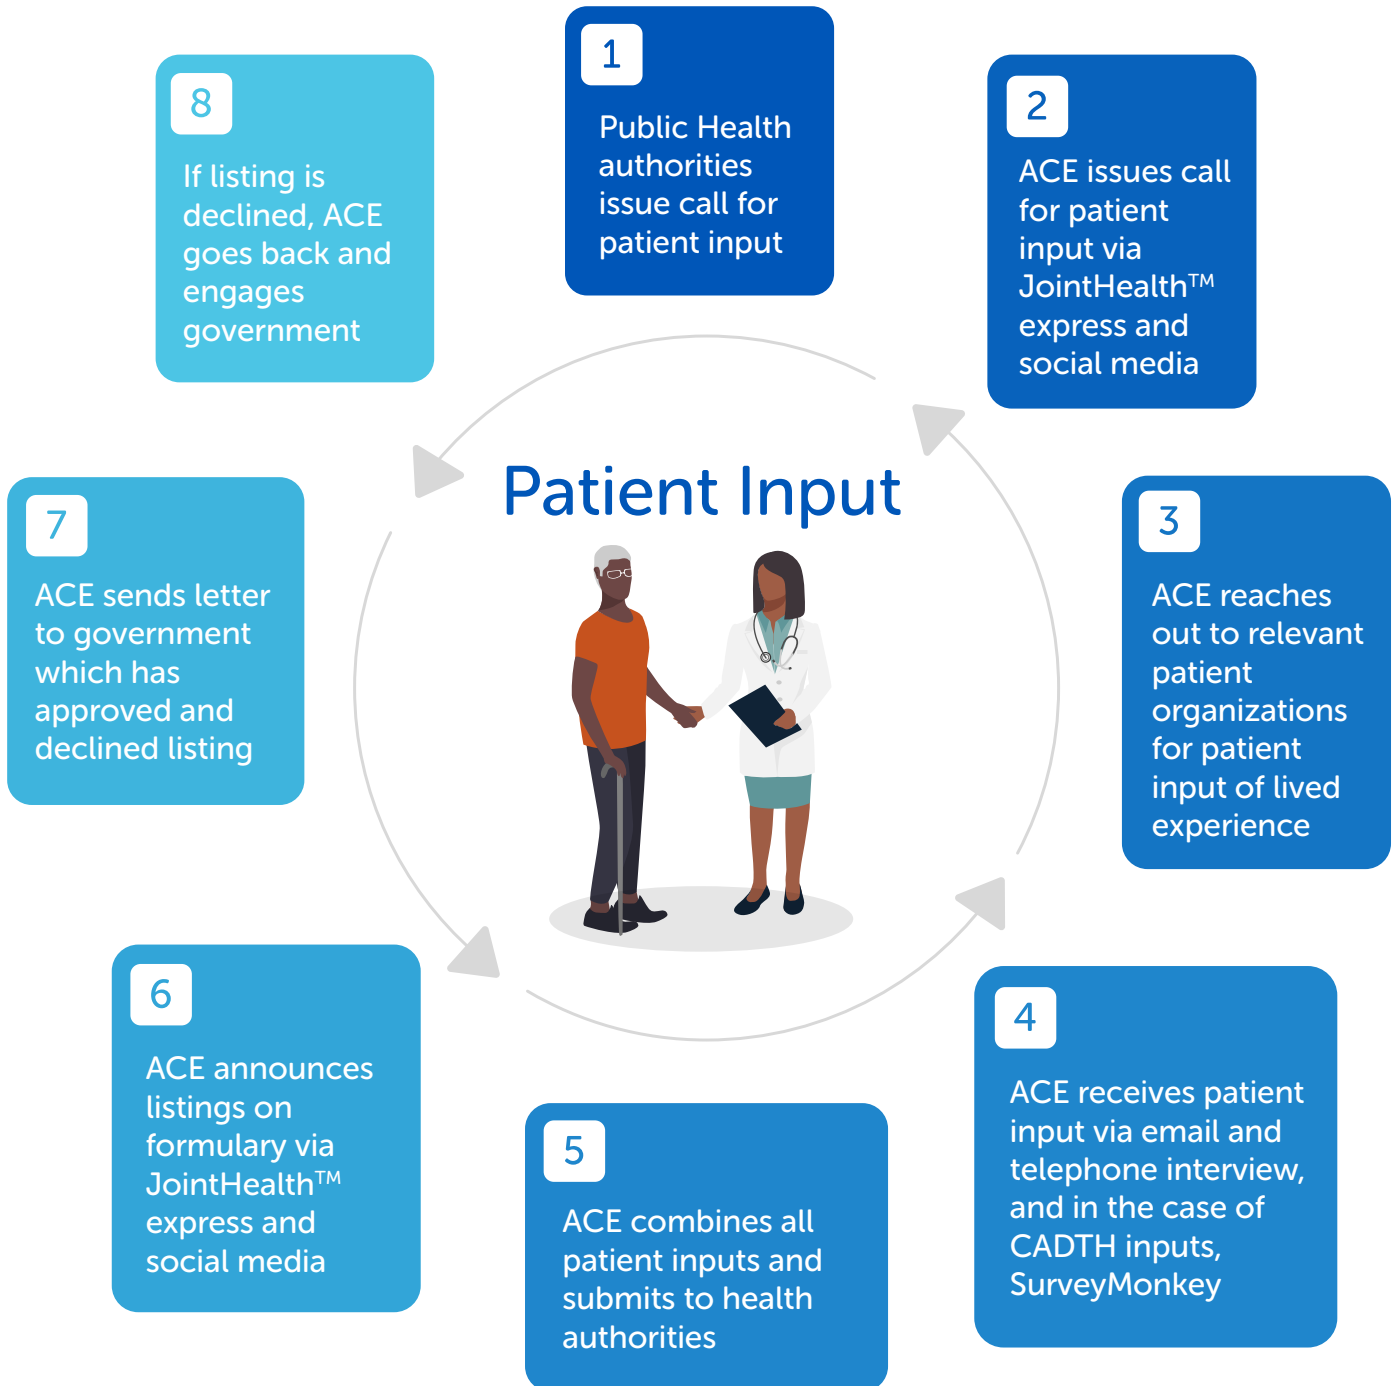 Patient Input
1
Public Health
authorities
issue call for
patient input
2
ACE issues call
for patient
input via
JointHealth™
express and
social media
3
ACE reaches
out to relevant
patient
organizations
for patient
input of lived
experience
4
ACE receives patient
input via email and
telephone interview,
and in the case of
CADTH inputs,
SurveyMonkey
5
ACE combines all
patient inputs and
submits to health
authorities
6
ACE announces
listings on
formulary via
JointHealth™
express and
social media
7
ACE sends letter
to government
which has
approved and
declined listing
8
If listing is
declined, ACE
goes back and
engages
government